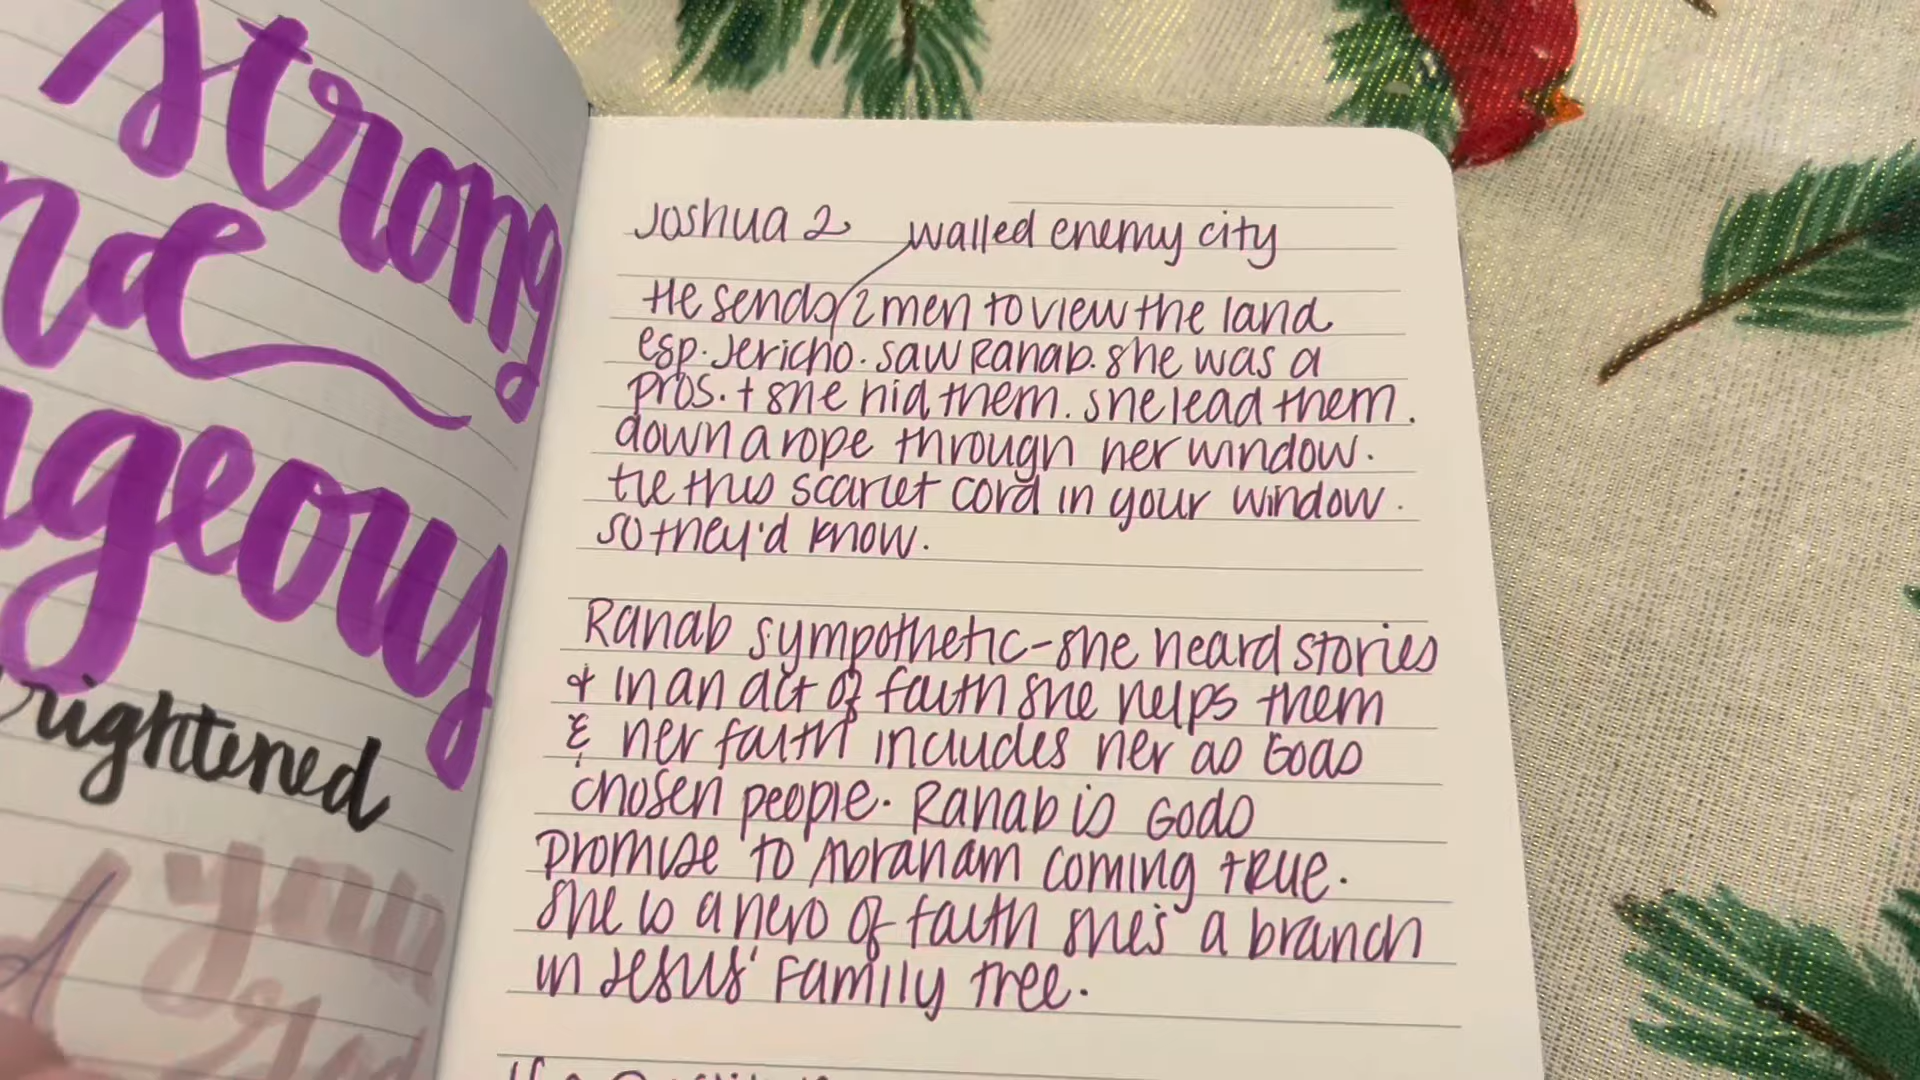 strong
geous
rightened
your
Joshua 2 walled enemy city
He sends 2 men to view the land
esp. Jericho. saw Rahab. she was a
pros. + she hid them. she lead them.
down a rope through her window.
tie this scarlet cord in your window.
so they'd know.
Rahab sympothetic - she heard stories
+ in an act of faith she helps them
& her faith includes her as Gods
chosen people. Rahab is Gods
promise to Abraham coming true.
she is a hero of faith she's a branch
in Jesus' family tree.